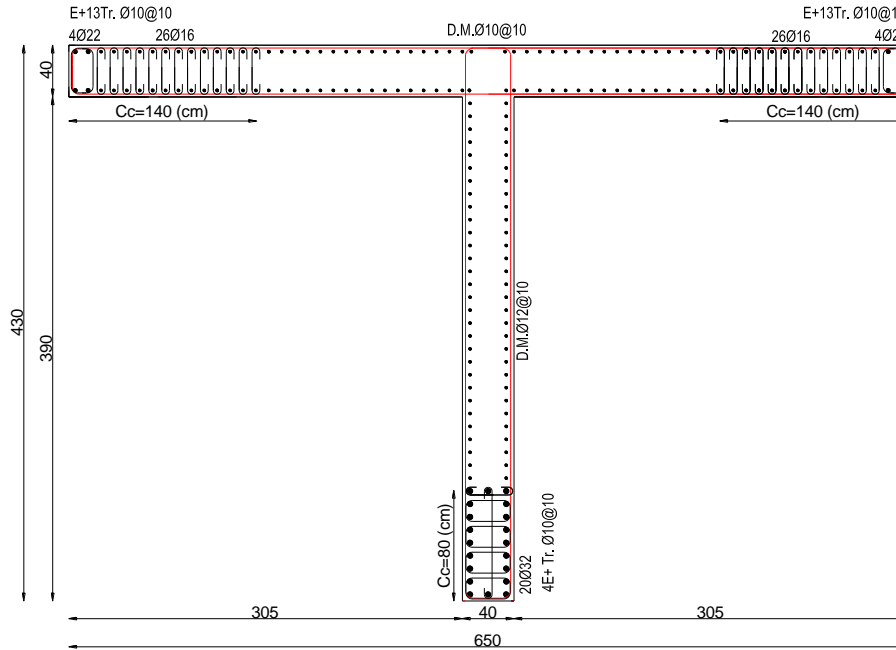 E+13Tr. Ø10@10
D.M.Ø10@10
E+13Tr. Ø10@1
4Ø22
26Ø16
26Ø16
4Ø2
40
Cc=140 (cm)
Cc=140 (cm)
430
390
D.M.Ø12@10
Cc=80 (cm)
20Ø32
4E+ Tr. Ø10@10
305
40
305
650